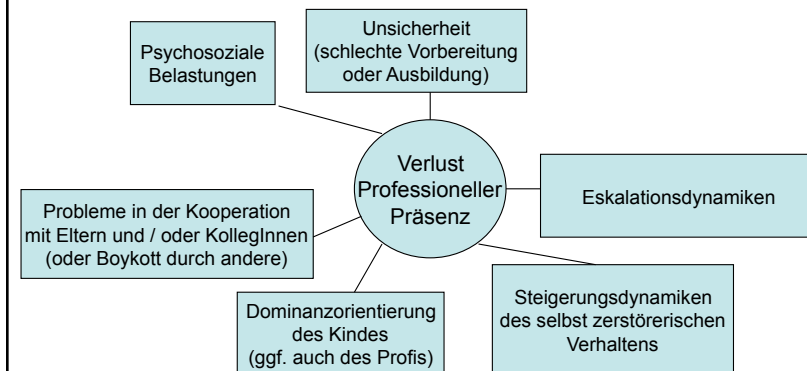 Psychosoziale
Belastungen
Unsicherheit
(schlechte Vorbereitung
oder Ausbildung)
Verlust
Professioneller
Präsenz
Eskalationsdynamiken
Probleme in der Kooperation
mit Eltern und / oder KollegInnen
(oder Boykott durch andere)
Dominanzorientierung
des Kindes
(ggf. auch des Profis)
Steigerungsdynamiken
des selbst zerstörerischen
Verhaltens